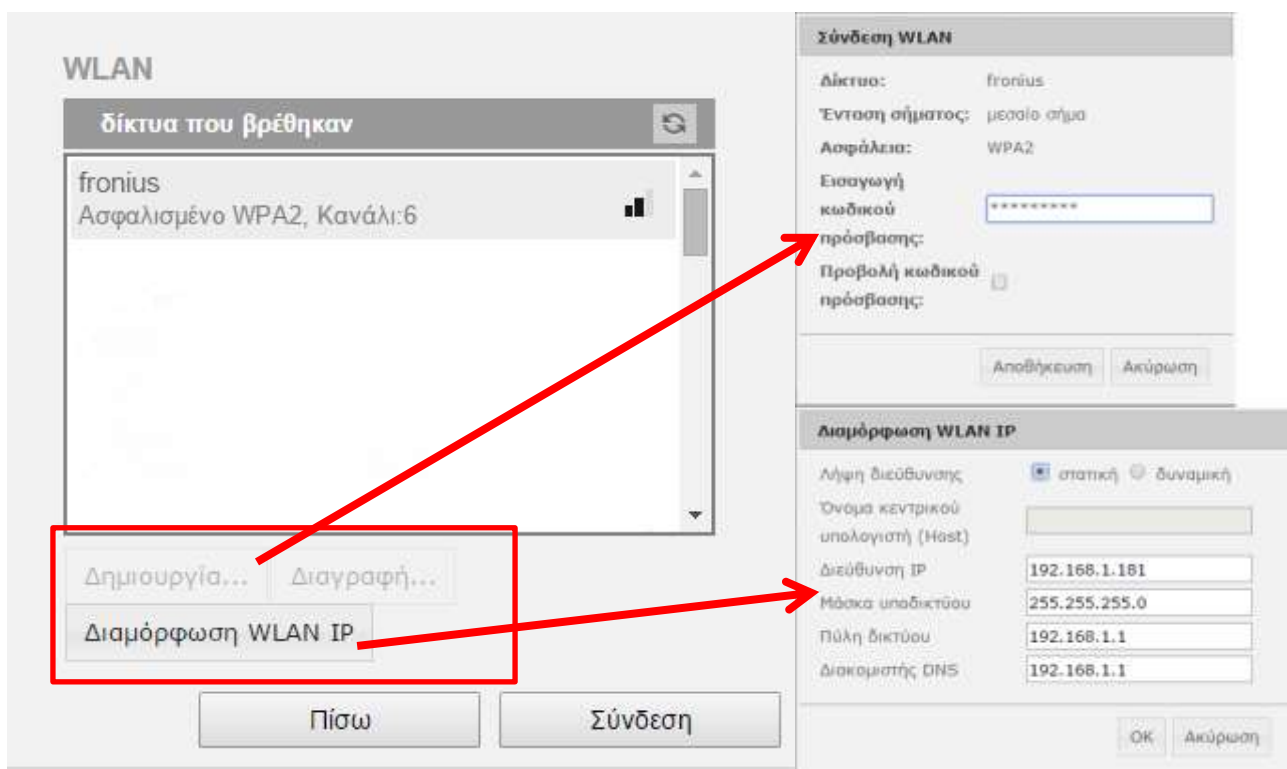 WLAN
δίκτυα που βρέθηκαν
fronius
Ασφαλισμένο WPA2, Κανάλι:6
Δημιουργία... Διαγραφή...
Διαμόρφωση WLAN IP
Πίσω Σύνδεση
Σύνδεση WLAN
Δίκτυο: fronius
Ένταση σήματος: μεσαίο σήμα
Ασφάλεια: WPA2
Εισαγωγή
κωδικού *********
πρόσβασης:
Προβολή κωδικού
πρόσβασης:
Αποθήκευση Ακύρωση
Διαμόρφωση WLAN IP
Λήψη διεύθυνσης στατική δυναμική
Όνομα κεντρικού
υπολογιστή (Host)
Διεύθυνση IP 192.168.1.181
Μάσκα υποδικτύου 255.255.255.0
Πύλη δικτύου 192.168.1.1
Διακομιστής DNS 192.168.1.1
OK Ακύρωση